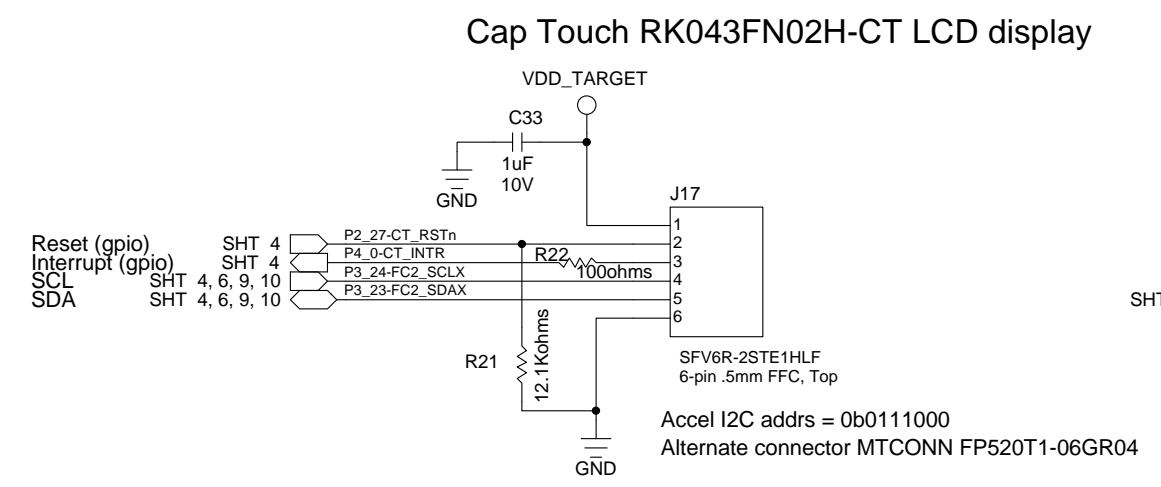 Cap Touch RK043FN02H-CT LCD display
VDD_TARGET
C33
1uF
10V
GND
J17
Reset (gpio) SHT 4 P2_27-CT_RSTn 1
2
Interrupt (gpio) SHT 4 P4_0-CT_INTR R22 100ohms 3
SCL SHT 4, 6, 9, 10 P3_24-FC2_SCLX 4
SDA SHT 4, 6, 9, 10 P3_23-FC2_SDAX 5
6
SHT
R21 12.1Kohms
SFV6R-2STE1HLF
6-pin .5mm FFC, Top
Accel I2C addrs = 0b0111000
Alternate connector MTCONN FP520T1-06GR04
GND